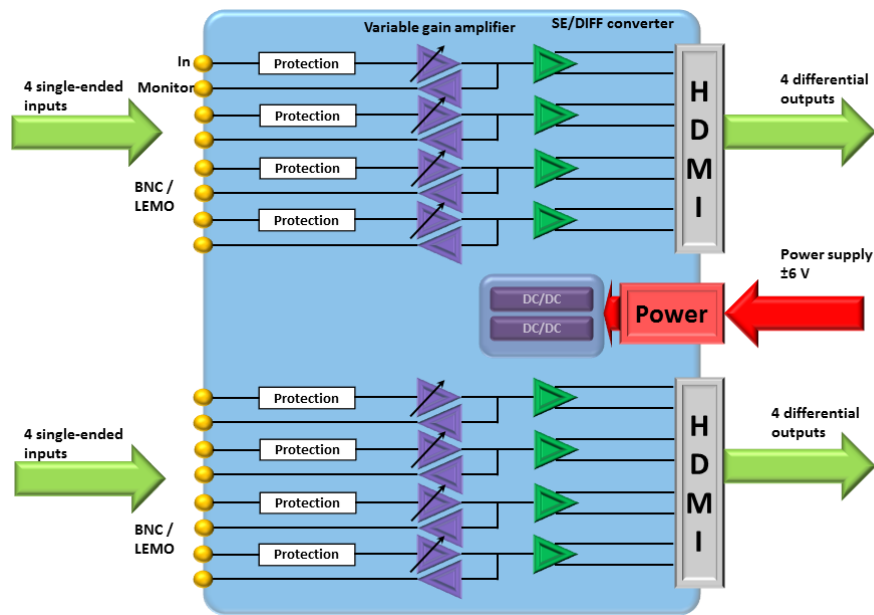 Variable gain amplifier
SE/DIFF converter
In
Protection
4 single-ended
inputs
Monitor
Protection
Protection
BNC /
LEMO
Protection
H
D
M
I
4 differential
outputs
Power supply
±6 V
DC/DC
DC/DC
Power
Protection
4 single-ended
inputs
Protection
Protection
BNC /
LEMO
Protection
H
D
M
I
4 differential
outputs